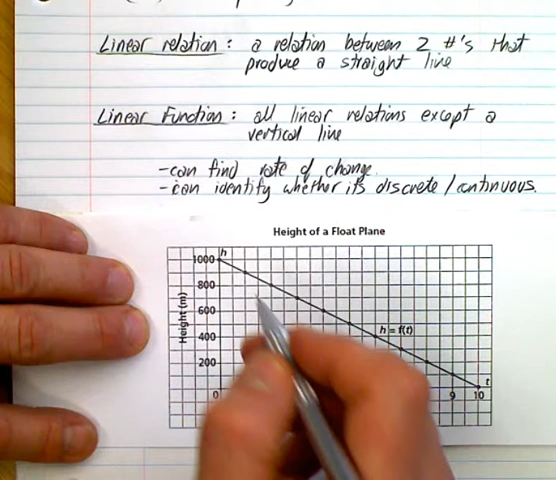 Linear relation : a relation between 2 #'s that
produce a straight line
Linear Function : all linear relations except a
vertical line
-can find rate of change.
-can identify whether its discrete / continuous.
Height of a Float Plane
h
1000
800
600
400
200
0
Height (m)
h = f(t)
t
9 10